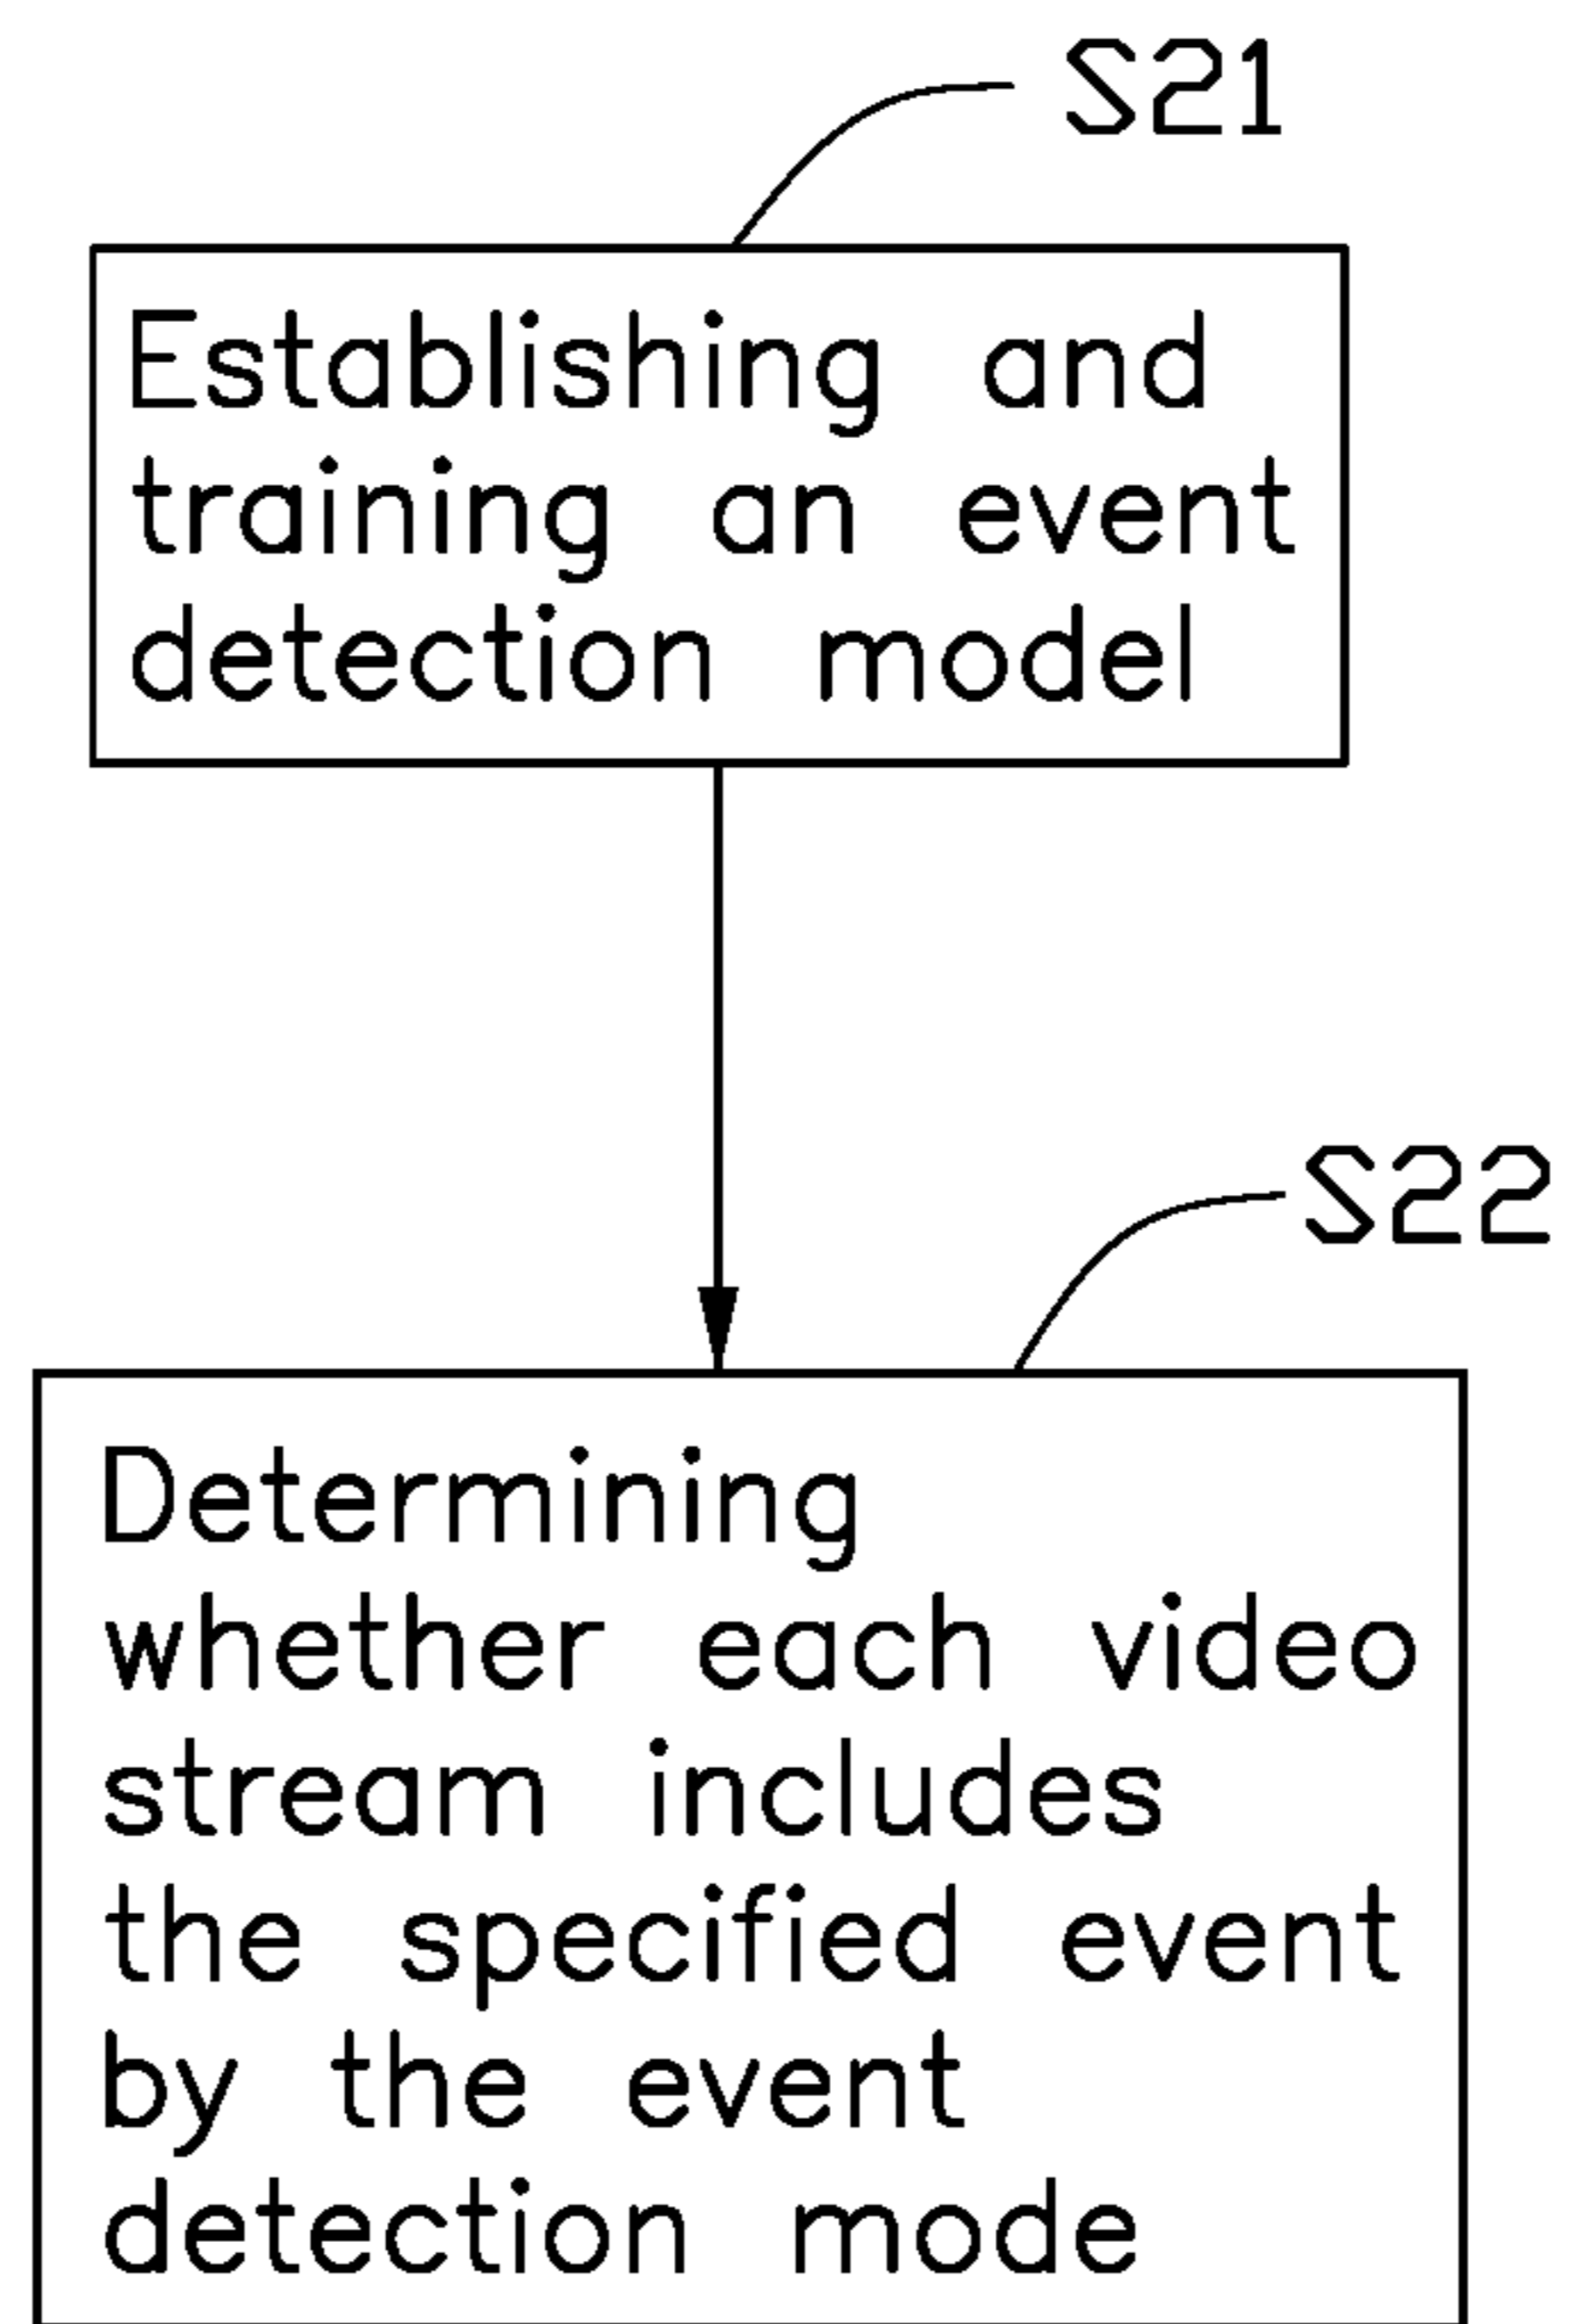 S21
Establishing and
training an event
detection model
S22
Determining
whether each video
stream includes
the specified event
by the event
detection mode